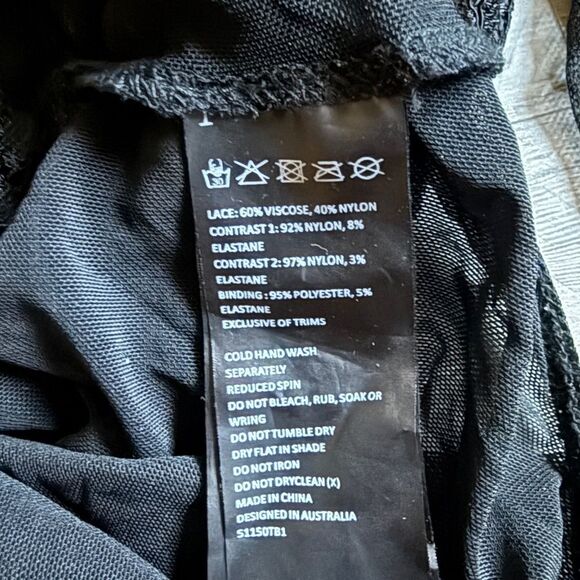 30
LACE: 60% VISCOSE, 40% NYLON
CONTRAST 1: 92% NYLON, 8%
ELASTANE
CONTRAST 2: 97% NYLON, 3%
ELASTANE
BINDING : 95% POLYESTER, 5%
ELASTANE
EXCLUSIVE OF TRIMS
COLD HAND WASH
SEPARATELY
REDUCED SPIN
DO NOT BLEACH, RUB, SOAK OR
WRING
DO NOT TUMBLE DRY
DRY FLAT IN SHADE
DO NOT IRON
DO NOT DRYCLEAN (X)
MADE IN CHINA
DESIGNED IN AUSTRALIA
S1150TB1